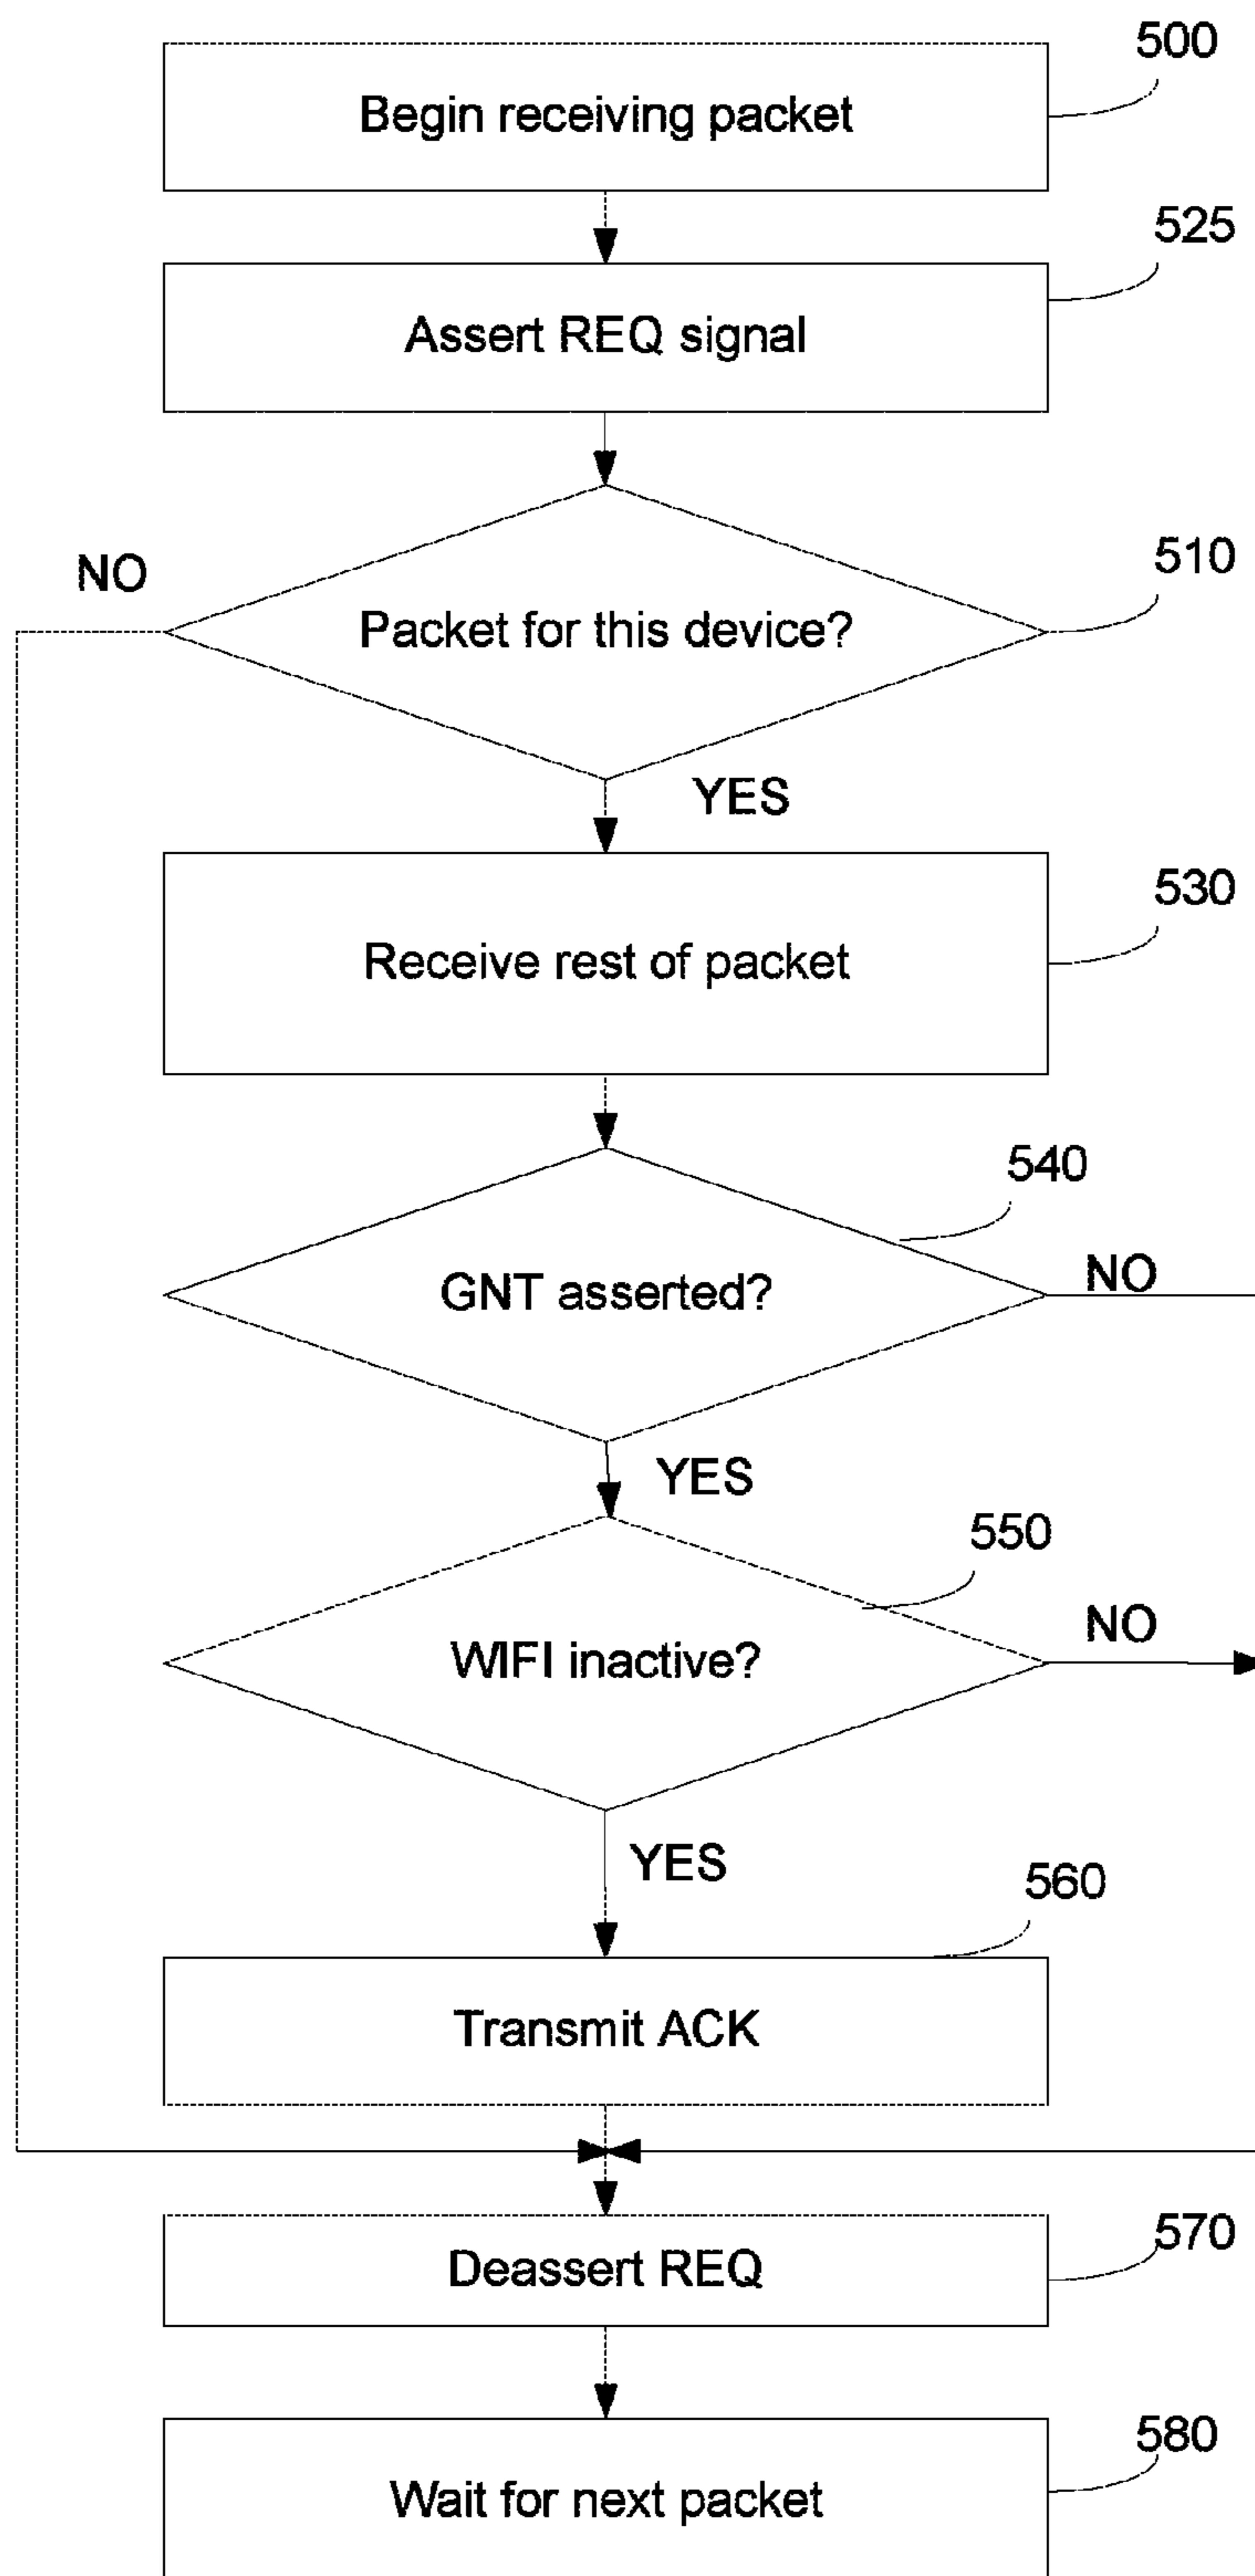 500
Begin receiving packet
525
Assert REQ signal
510
NO
Packet for this device?
YES
530
Receive rest of packet
540
NO
GNT asserted?
YES
550
NO
WIFI inactive?
YES
560
Transmit ACK
570
Deassert REQ
580
Wait for next packet